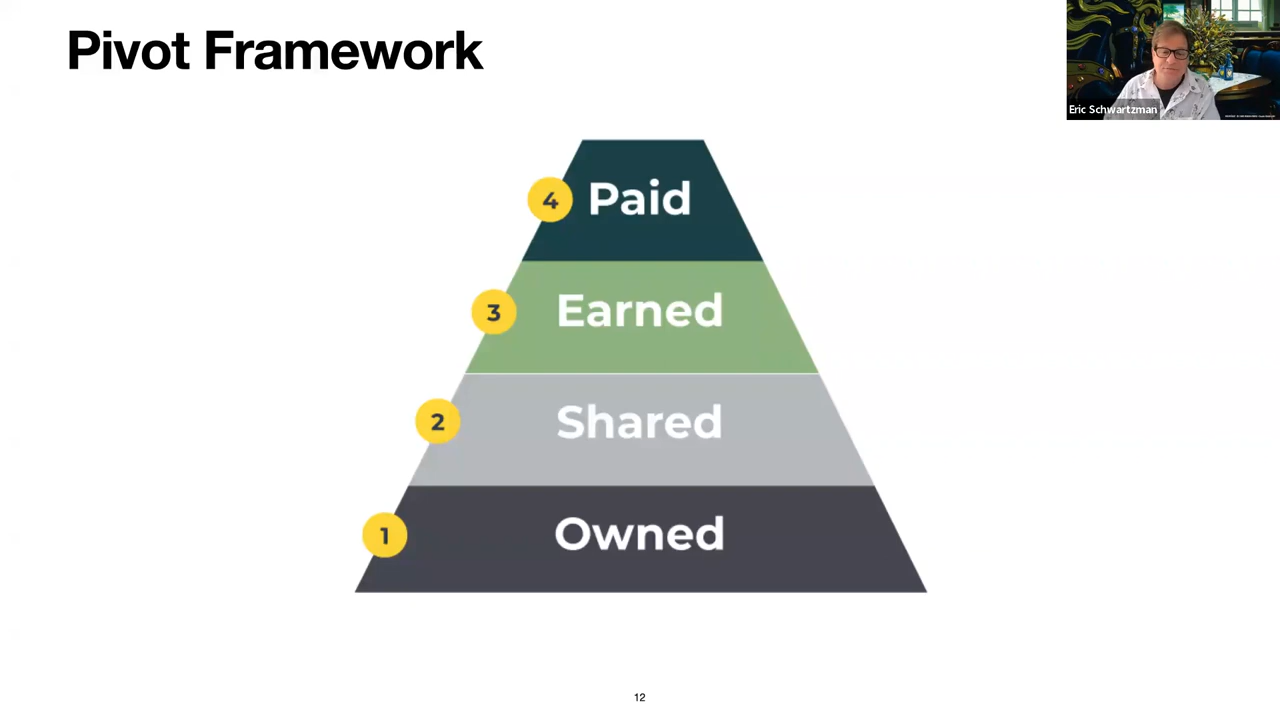 Pivot Framework
Eric Schwartzman
4 Paid
3 Earned
2 Shared
1 Owned
12